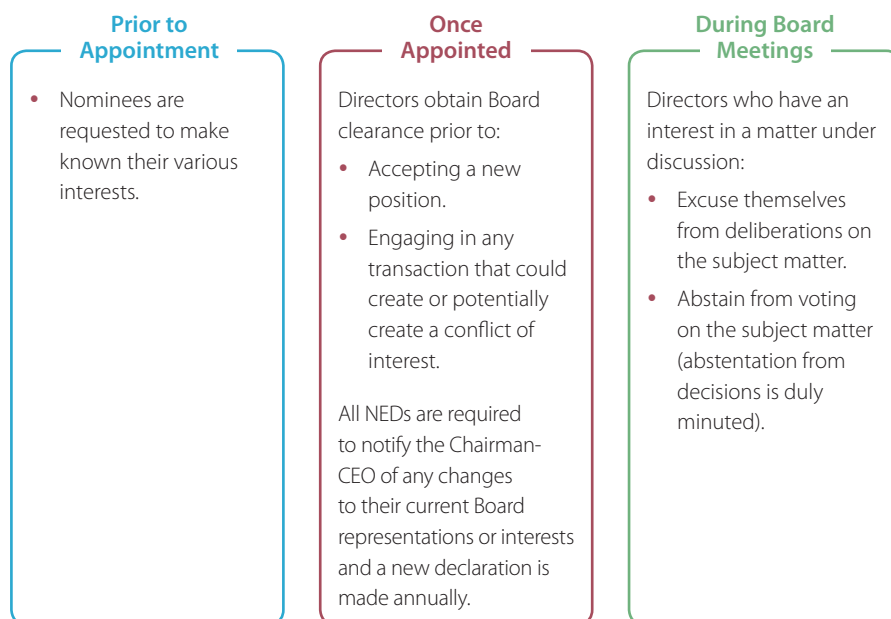 Prior to
Appointment
• Nominees are
requested to make
known their various
interests.
Once
Appointed
Directors obtain Board
clearance prior to:
• Accepting a new
position.
• Engaging in any
transaction that could
create or potentially
create a conflict of
interest.
All NEDs are required
to notify the Chairman-
CEO of any changes
to their current Board
representations or interests
and a new declaration is
made annually.
During Board
Meetings
Directors who have an
interest in a matter under
discussion:
• Excuse themselves
from deliberations on
the subject matter.
• Abstain from voting
on the subject matter
(abstentation from
decisions is duly
minuted).